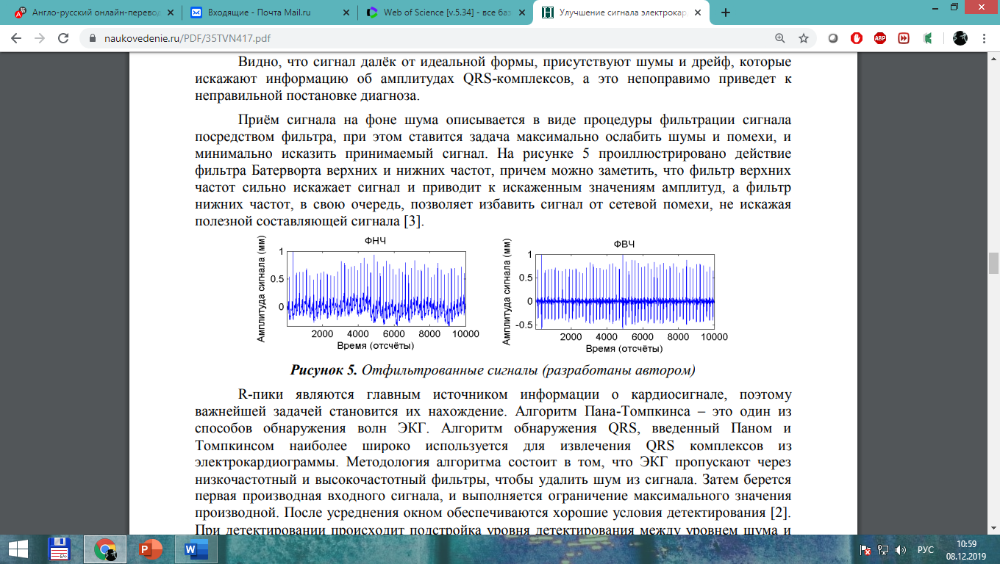 Англо-русский онлайн-перевод
Входящие - Почта Mail.ru
Web of Science [v.5.34] - все баз
Улучшение сигнала электрокар
naukovedenie.ru/PDF/35TVN417.pdf
ABP
Видно, что сигнал далёк от идеальной формы, присутствуют шумы и дрейф, которые
искажают информацию об амплитудах QRS-комплексов, а это непоправимо приведет к
неправильной постановке диагноза.
Приём сигнала на фоне шума описывается в виде процедуры фильтрации сигнала
посредством фильтра, при этом ставится задача максимально ослабить шумы и помехи, и
минимально исказить принимаемый сигнал. На рисунке 5 проиллюстрировано действие
фильтра Батерворта верхних и нижних частот, причем можно заметить, что фильтр верхних
частот сильно искажает сигнал и приводит к искаженным значениям амплитуд, а фильтр
нижних частот, в свою очередь, позволяет избавить сигнал от сетевой помехи, не искажая
полезной составляющей сигнала [3].
ФНЧ
Амплитуда сигнала (мм)
1
0.5
0
2000 4000 6000 8000 10000
Время (отсчёты)
ФВЧ
Амплитуда сигнала (мм)
1
0.5
0
-0.5
2000 4000 6000 8000 10000
Время (отсчёты)
Рисунок 5. Отфильтрованные сигналы (разработаны автором)
R-пики являются главным источником информации о кардиосигнале, поэтому
важнейшей задачей становится их нахождение. Алгоритм Пана-Томпкинса – это один из
способов обнаружения волн ЭКГ. Алгоритм обнаружения QRS, введенный Паном и
Томпкинсом наиболее широко используется для извлечения QRS комплексов из
электрокардиограммы. Методология алгоритма состоит в том, что ЭКГ пропускают через
низкочастотный и высокочастотный фильтры, чтобы удалить шум из сигнала. Затем берется
первая производная входного сигнала, и выполняется ограничение максимального значения
производной. После усреднения окном обеспечиваются хорошие условия детектирования [2].
При детектировании происходит подстройка уровня детектирования между уровнем шума и
64
P
W
РУС
10:59
08.12.2019